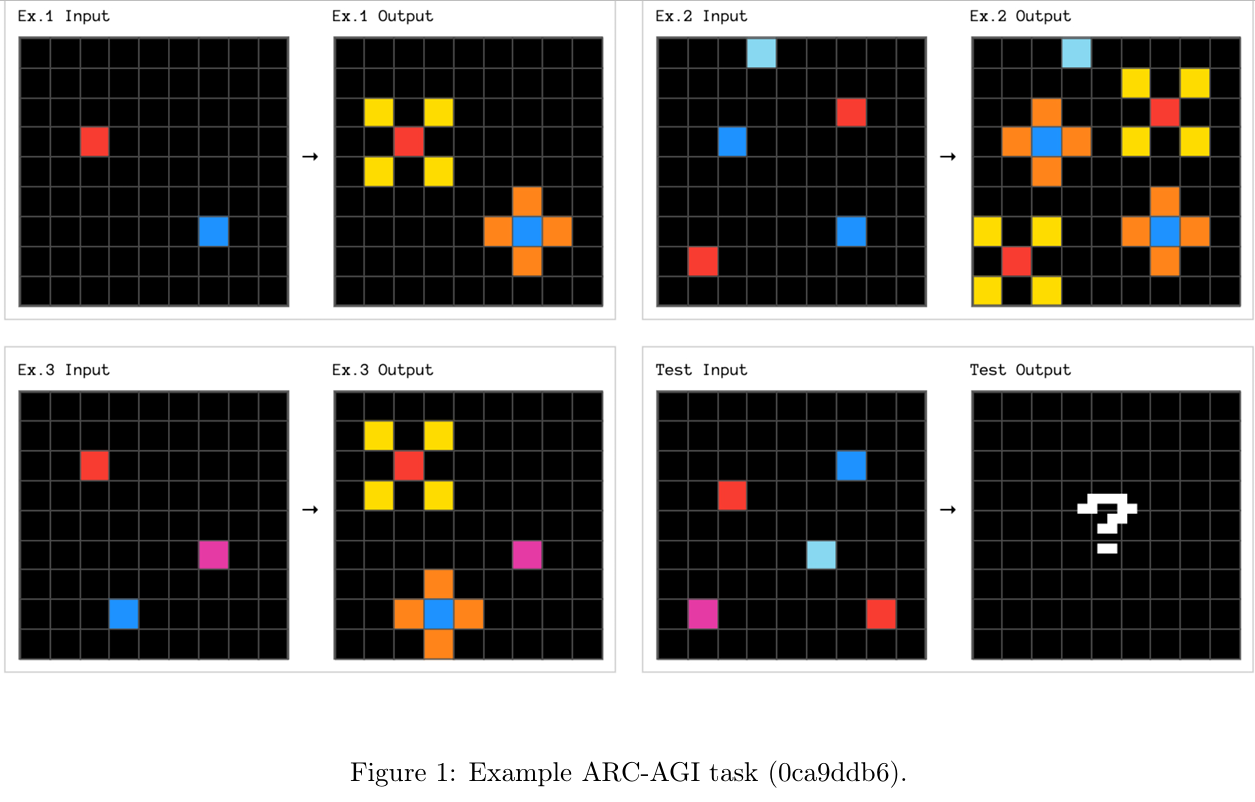 Ex.1 Input
Ex.1 Output
→
Ex.2 Input
Ex.2 Output
→
Ex.3 Input
Ex.3 Output
→
Test Input
Test Output
→
?
Figure 1: Example ARC-AGI task (0ca9ddb6).